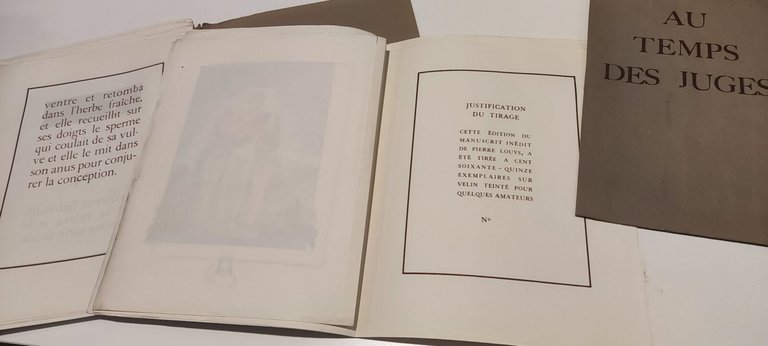 ventre et retomba
dans l'herbe fraîche,
et elle recueillit sur
ses doigts le sperme
qui coulait de sa vul-
ve et elle le mit dans
son anus pour conju-
rer la conception.
JUSTIFICATION
DU TIRAGE
CETTE ÉDITION DU
MANUSCRIT INÉDIT
DE PIERRE LOUYS, A
ÉTÉ TIRÉE A CENT
SOIXANTE - QUINZE
EXEMPLAIRES SUR
VELIN TEINTÉ POUR
QUELQUES AMATEURS
Nº
AU
TEMPS
DES JUGES